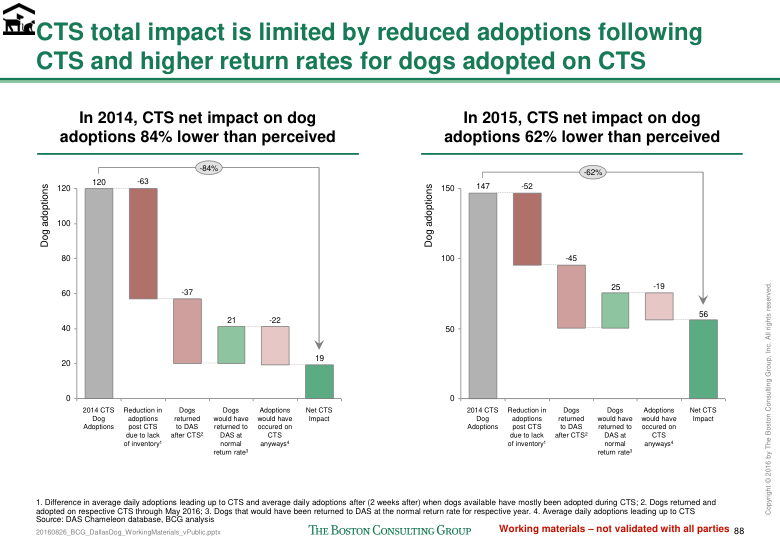 CTS total impact is limited by reduced adoptions following
CTS and higher return rates for dogs adopted on CTS
In 2014, CTS net impact on dog
adoptions 84% lower than perceived
Dog adoptions
-84%
120
-63
-37
21
-22
19
120
100
80
60
40
20
0
2014 CTS
Dog
Adoptions
Reduction in
adoptions
post CTS
due to lack
of inventory¹
Dogs
returned
to DAS
after CTS²
Dogs
would have
returned to
DAS at
normal
return rate³
Adoptions
would have
occured on
CTS
anyways⁴
Net CTS
Impact
In 2015, CTS net impact on dog
adoptions 62% lower than perceived
Dog adoptions
-62%
147
-52
-45
25
-19
56
150
100
50
0
2014 CTS
Dog
Adoptions
Reduction in
adoptions
post CTS
due to lack
of inventory¹
Dogs
returned
to DAS
after CTS²
Dogs
would have
returned to
DAS at
normal
return rate³
Adoptions
would have
occured on
CTS
anyways⁴
Net CTS
Impact
1. Difference in average daily adoptions leading up to CTS and average daily adoptions after (2 weeks after) when dogs available have mostly been adopted during CTS; 2. Dogs returned and
adopted on respective CTS through May 2016; 3. Dogs that would have been returned to DAS at the normal return rate for respective year. 4. Average daily adoptions leading up to CTS
Source: DAS Chameleon database, BCG analysis
20160826_BCG_DallasDog_WorkingMaterials_vPublic.pptx
THE BOSTON CONSULTING GROUP
Working materials – not validated with all parties
88
Copyright © 2016 by The Boston Consulting Group, Inc. All rights reserved.